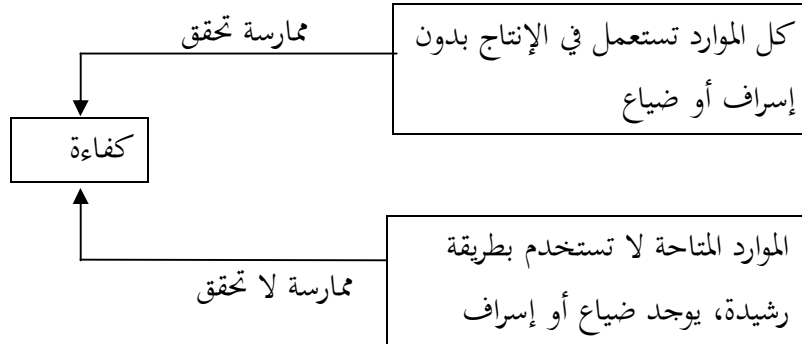 ممارسة تحقق
كل الموارد تستعمل في الإنتاج بدون
إسراف أو ضياع
كفاءة
الموارد المتاحة لا تستخدم بطريقة
رشيدة، يوجد ضياع أو إسراف
ممارسة لا تحقق